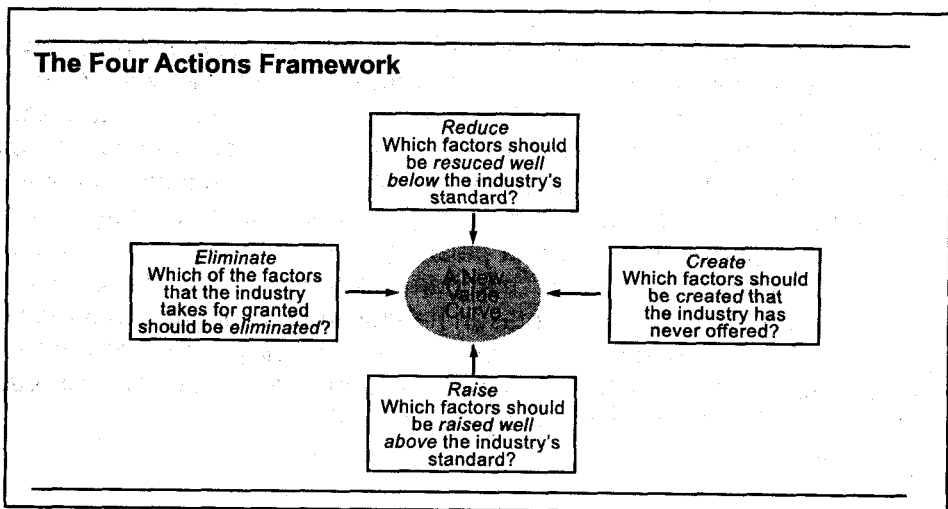 The Four Actions Framework
Reduce
Which factors should
be resuced well
below the industry's
standard?
Eliminate
Which of the factors
that the industry
takes for granted
should be eliminated?
A New
Value
Curve
Create
Which factors should
be created that
the industry has
never offered?
Raise
Which factors should
be raised well
above the industry's
standard?